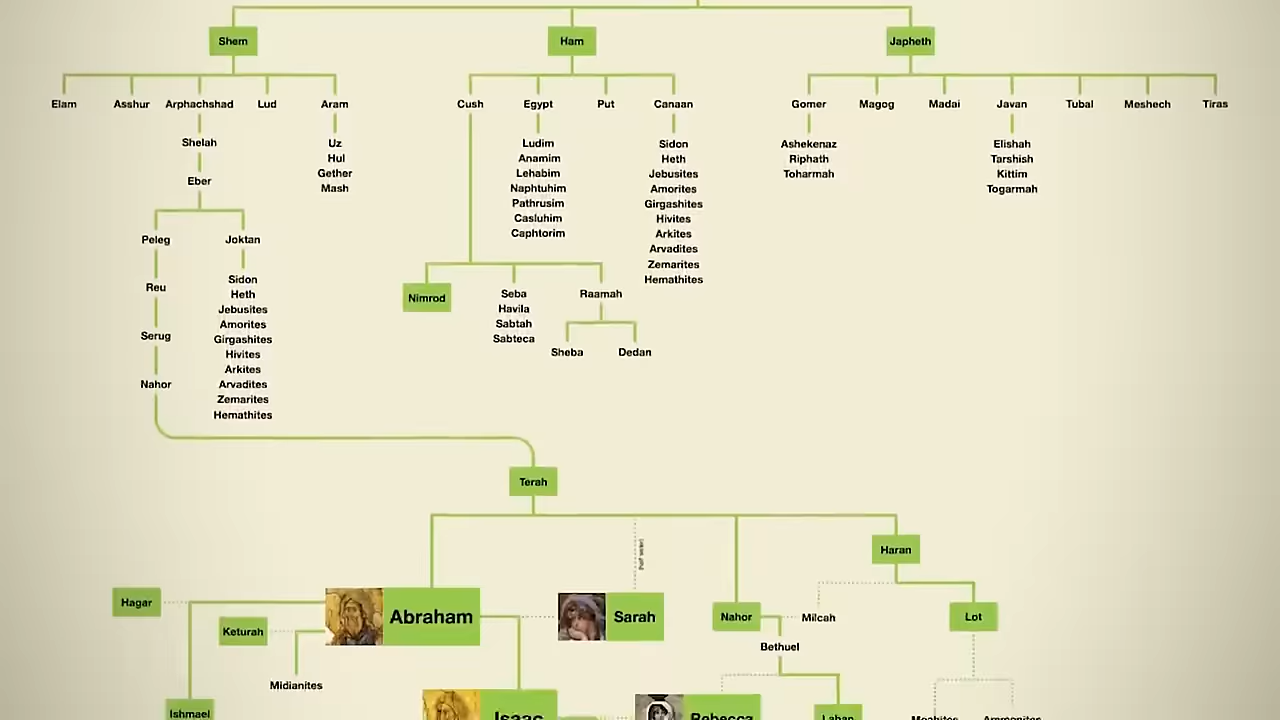 Shem
Ham
Japheth
Elam
Asshur
Arphachshad
Lud
Aram
Cush
Egypt
Put
Canaan
Gomer
Magog
Madai
Javan
Tubal
Meshech
Tiras
Shelah
Eber
Uz
Hul
Gether
Mash
Ludim
Anamim
Lehabim
Naphtuhim
Pathrusim
Casluhim
Caphtorim
Sidon
Heth
Jebusites
Amorites
Girgashites
Hivites
Arkites
Arvadites
Zemarites
Hemathites
Ashekenaz
Riphath
Toharmah
Elishah
Tarshish
Kittim
Togarmah
Peleg
Joktan
Reu
Serug
Nahor
Sidon
Heth
Jebusites
Amorites
Girgashites
Hivites
Arkites
Arvadites
Zemarites
Hemathites
Nimrod
Seba
Havila
Sabtah
Sabteca
Raamah
Sheba
Dedan
Terah
Haran
Hagar
Abraham
Sarah
Nahor
Milcah
Lot
Keturah
Bethuel
Midianites
Ishmael
Isaac
Rebecca
Laban
Moabites
Ammonites